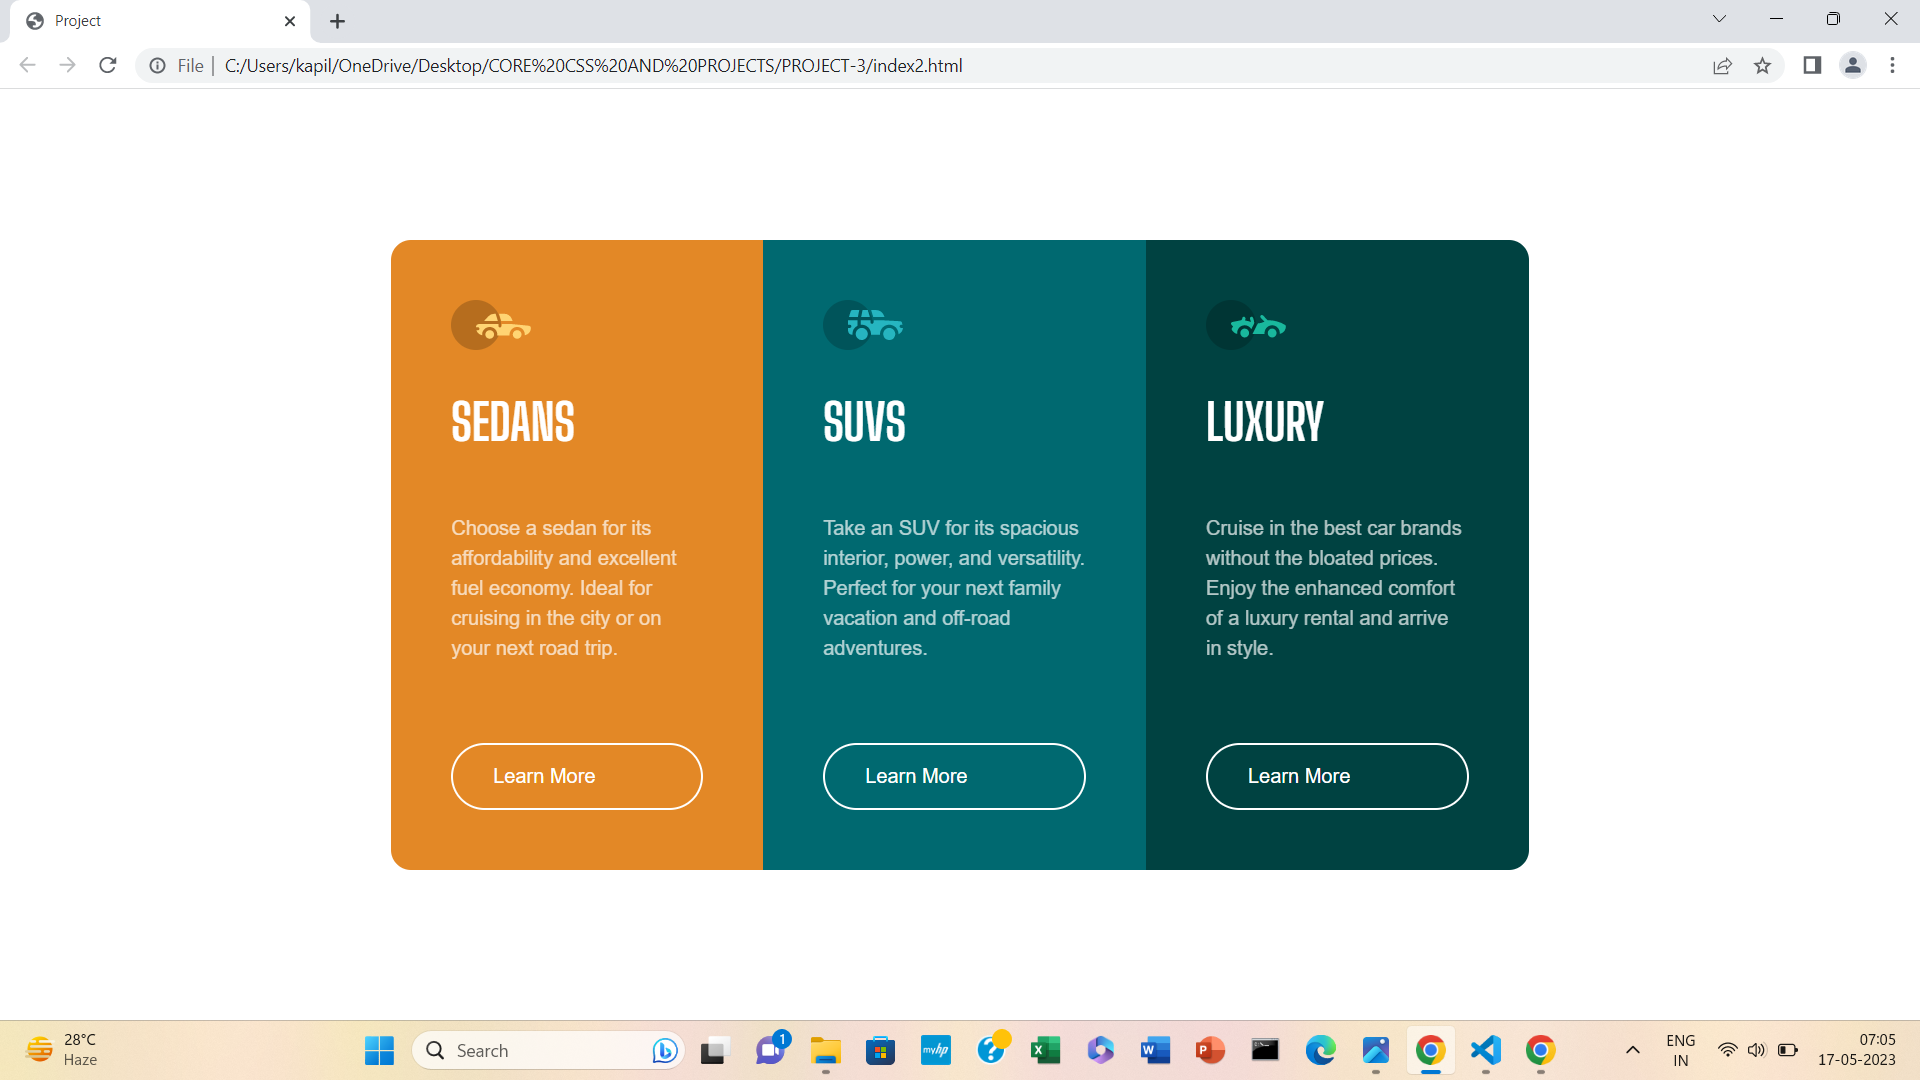 Project
File
C:/Users/kapil/OneDrive/Desktop/CORE%20CSS%20AND%20PROJECTS/PROJECT-3/index2.html
SEDANS
Choose a sedan for its
affordability and excellent
fuel economy. Ideal for
cruising in the city or on
your next road trip.
Learn More
SUVS
Take an SUV for its spacious
interior, power, and versatility.
Perfect for your next family
vacation and off-road
adventures.
Learn More
LUXURY
Cruise in the best car brands
without the bloated prices.
Enjoy the enhanced comfort
of a luxury rental and arrive
in style.
Learn More
28°C
Haze
Search
1
myhp
ENG
IN
07:05
17-05-2023